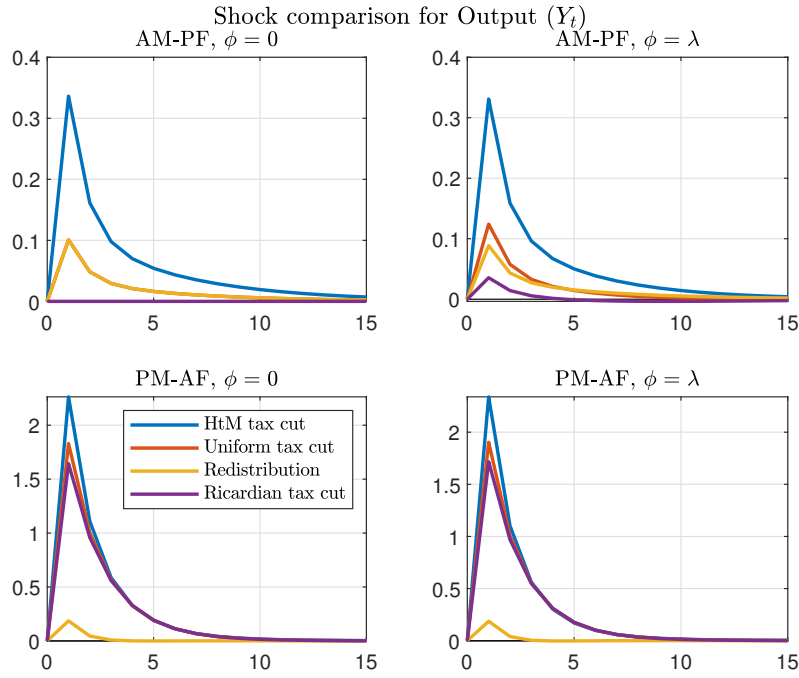 Shock comparison for Output (Y_t)
AM-PF, ϕ = 0
0.4
0.3
0.2
0.1
0
0 5 10 15
AM-PF, ϕ = λ
0.4
0.3
0.2
0.1
0
0 5 10 15
PM-AF, ϕ = 0
2
1.5
1
0.5
0
0 5 10 15
HtM tax cut
Uniform tax cut
Redistribution
Ricardian tax cut
PM-AF, ϕ = λ
2
1.5
1
0.5
0
0 5 10 15